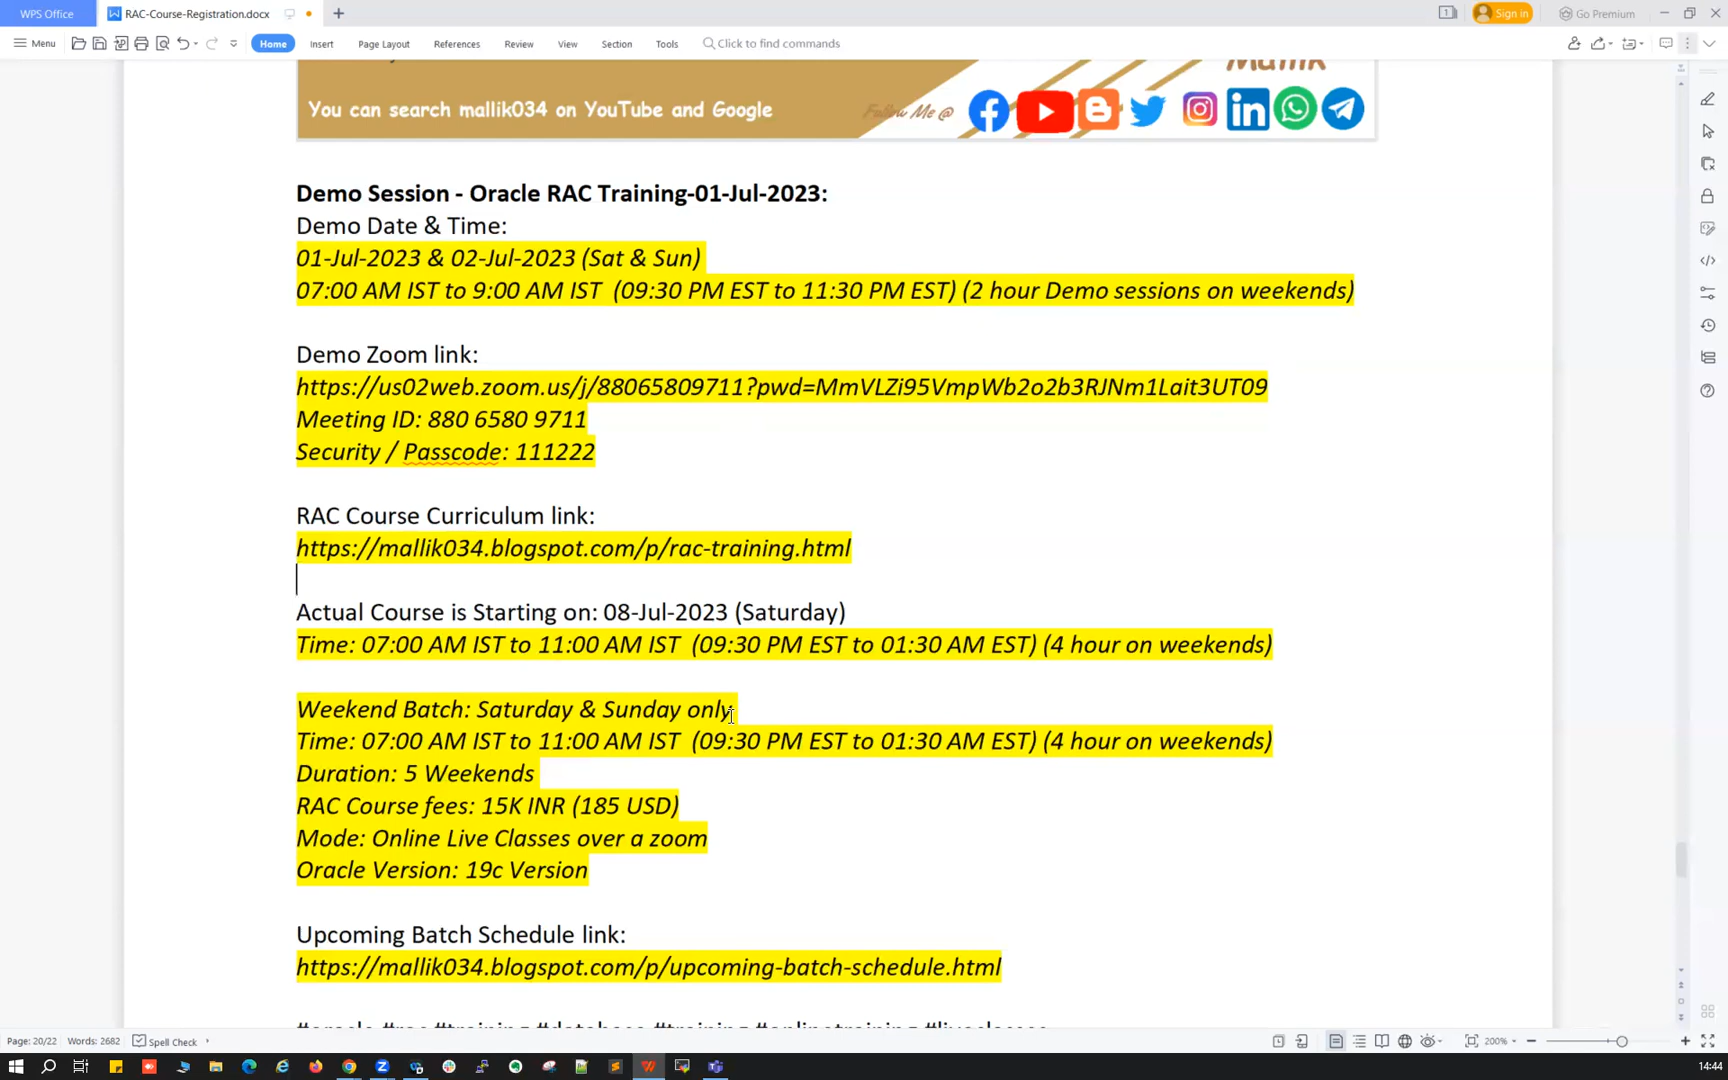 WPS Office
RAC-Course-Registration.docx
Sign in
Go Premium
Menu
Home
Insert
Page Layout
References
Review
View
Section
Tools
Click to find commands
Mallik
You can search mallik034 on YouTube and Google
Follow Me @
Demo Session - Oracle RAC Training-01-Jul-2023:
Demo Date & Time:
01-Jul-2023 & 02-Jul-2023 (Sat & Sun)
07:00 AM IST to 9:00 AM IST (09:30 PM EST to 11:30 PM EST) (2 hour Demo sessions on weekends)
Demo Zoom link:
https://us02web.zoom.us/j/88065809711?pwd=MmVLZi95VmpWb2o2b3RJNm1Lait3UT09
Meeting ID: 880 6580 9711
Security / Passcode: 111222
RAC Course Curriculum link:
https://mallik034.blogspot.com/p/rac-training.html
Actual Course is Starting on: 08-Jul-2023 (Saturday)
Time: 07:00 AM IST to 11:00 AM IST (09:30 PM EST to 01:30 AM EST) (4 hour on weekends)
Weekend Batch: Saturday & Sunday only
Time: 07:00 AM IST to 11:00 AM IST (09:30 PM EST to 01:30 AM EST) (4 hour on weekends)
Duration: 5 Weekends
RAC Course fees: 15K INR (185 USD)
Mode: Online Live Classes over a zoom
Oracle Version: 19c Version
Upcoming Batch Schedule link:
https://mallik034.blogspot.com/p/upcoming-batch-schedule.html
#oracle #rac #training #database #training #onlinetraining #liveclasses
Page: 20/22
Words: 2682
Spell Check
200%
14:44